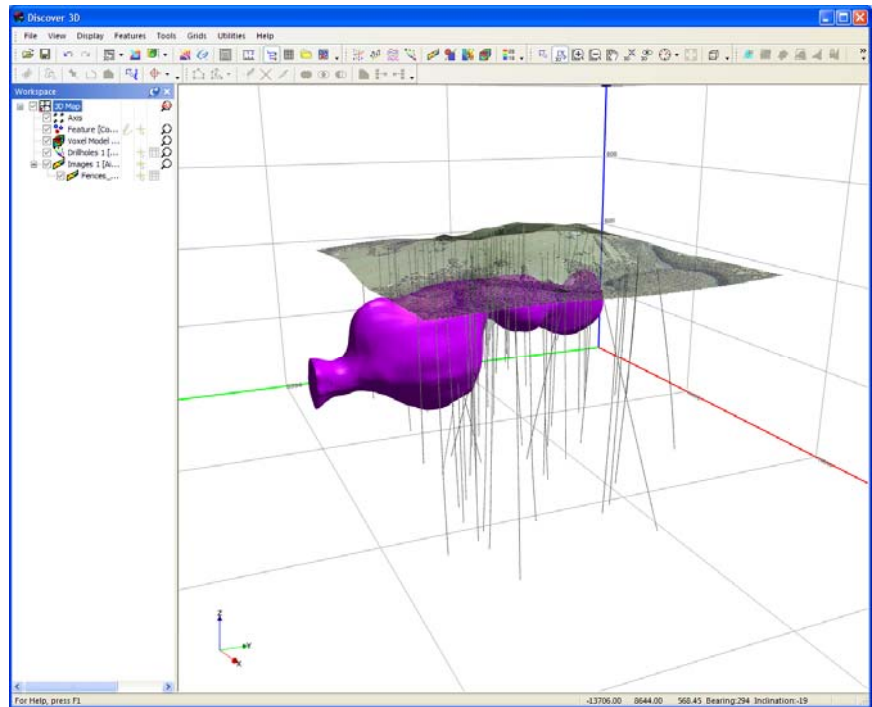 Discover 3D
File View Display Features Tools Grids Utilities Help
Workspace
3D Map
Axis
Feature [Co...
Voxel Model ...
Drillholes 1 [...
Images 1 [Ai...
Fences_...
Z
Y
X
For Help, press F1
-13706.00 8644.00 568.45 Bearing:294 Inclination:-19